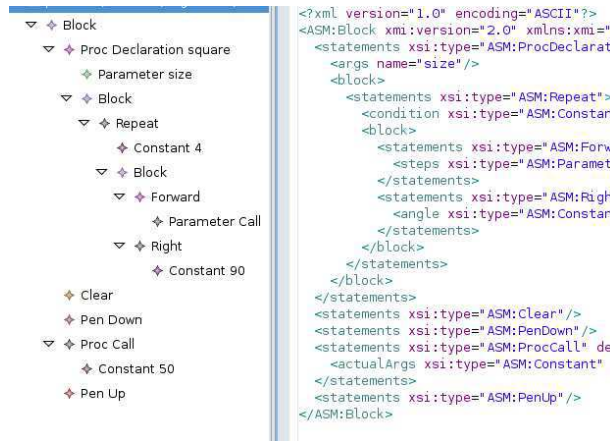 Block
Proc Declaration square
Parameter size
Block
Repeat
Constant 4
Block
Forward
Parameter Call
Right
Constant 90
Clear
Pen Down
Proc Call
Constant 50
Pen Up
<?xml version="1.0" encoding="ASCII"?>
<ASM:Block xmi:version="2.0" xmlns:xmi="
<statements xsi:type="ASM:ProcDeclarat
<args name="size"/>
<block>
<statements xsi:type="ASM:Repeat">
<condition xsi:type="ASM:Constan
<block>
<statements xsi:type="ASM:Forw
<steps xsi:type="ASM:Paramet
</statements>
<statements xsi:type="ASM:Righ
<angle xsi:type="ASM:Constan
</statements>
</block>
</statements>
</block>
</statements>
<statements xsi:type="ASM:Clear"/>
<statements xsi:type="ASM:PenDown"/>
<statements xsi:type="ASM:ProcCall" de
<actualArgs xsi:type="ASM:Constant"
</statements>
<statements xsi:type="ASM:PenUp"/>
</ASM:Block>